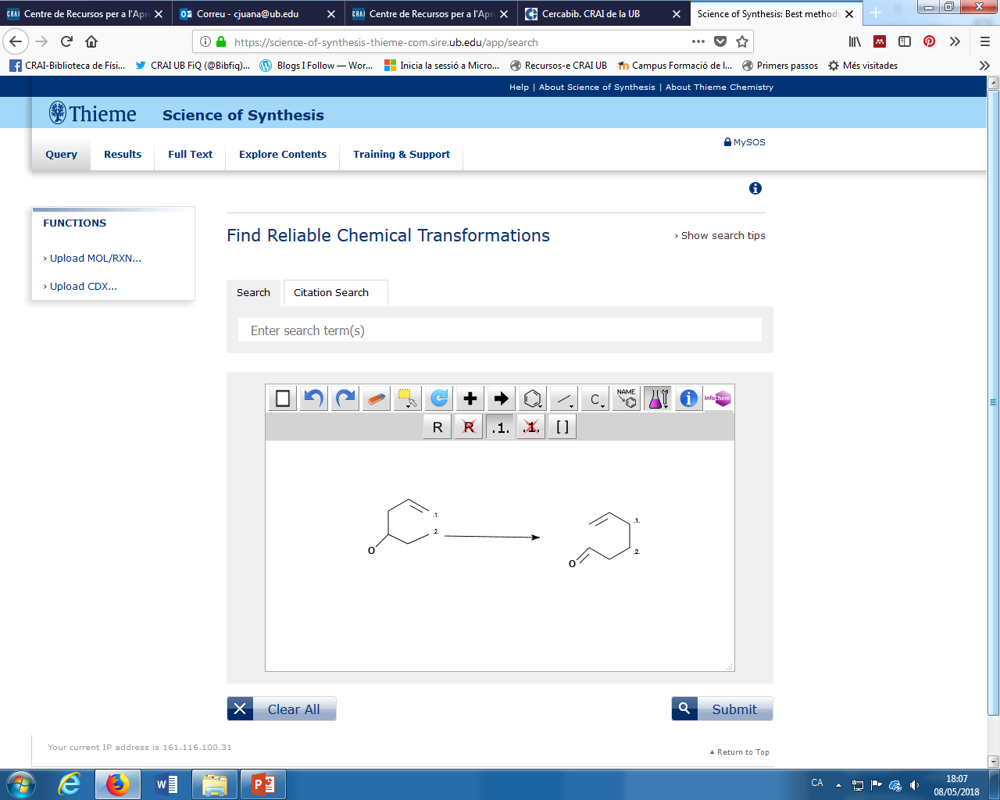 Centre de Recursos per a l'Apre
Correu - cjuana@ub.edu
Centre de Recursos per a l'Apre
Cercabib. CRAI de la UB
Science of Synthesis: Best methods
https://science-of-synthesis-thieme-com.sire.ub.edu/app/search
CRAI-Biblioteca de Físi...
CRAI UB FiQ (@Bibfiq)...
Blogs I Follow — Wor...
Inicia la sessió a Micro...
Recursos-e CRAI UB
Campus Formació de l...
Primers passos
Més visitades
Help | About Science of Synthesis | About Thieme Chemistry
Thieme
Science of Synthesis
Query
Results
Full Text
Explore Contents
Training & Support
MySOS
FUNCTIONS
› Upload MOL/RXN...
› Upload CDX...
Find Reliable Chemical Transformations
› Show search tips
Search
Citation Search
Enter search term(s)
C
NAME
InfoChem
R
R
.1.
.1.
[ ]
.1.
.2.
O
.1.
.2.
O
Clear All
Submit
Your current IP address is 161.116.100.31
Return to Top
CA
18:07
08/05/2018